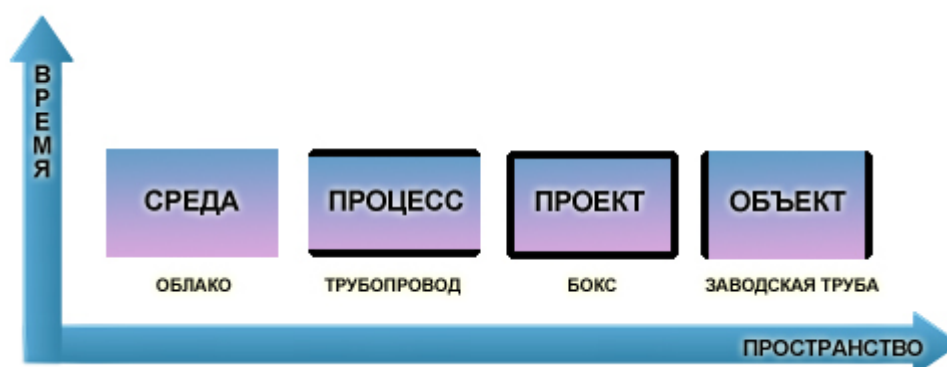 ВРЕМЯ
СРЕДА ПРОЦЕСС ПРОЕКТ ОБЪЕКТ
ОБЛАКО ТРУБОПРОВОД БОКС ЗАВОДСКАЯ ТРУБА
ПРОСТРАНСТВО